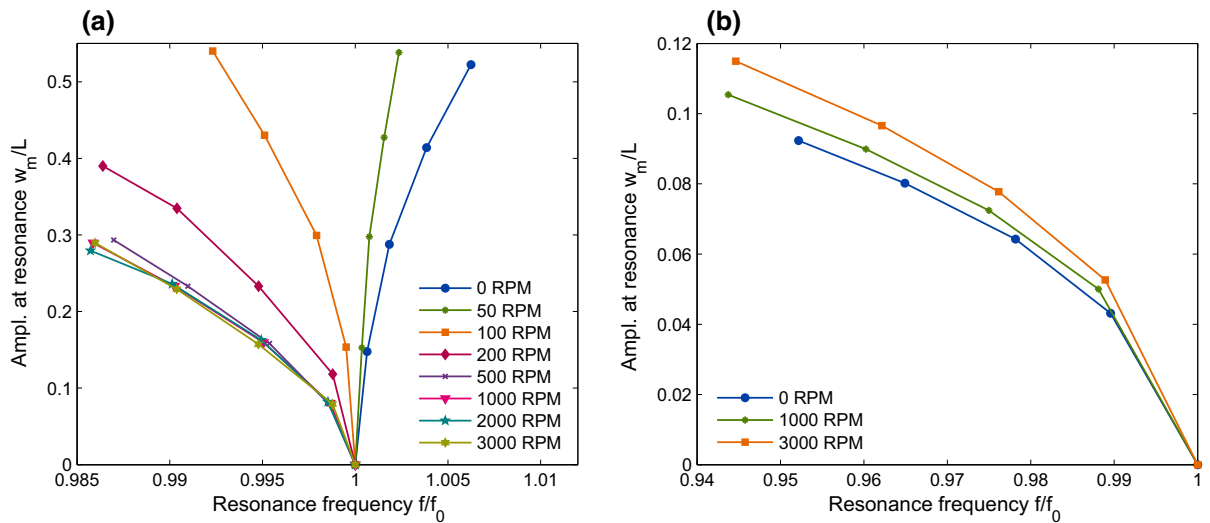 (a)
Ampl. at resonance w_m/L
0.5
0.4
0.3
0.2
0.1
0
0.985
0.99
0.995
1
1.005
1.01
Resonance frequency f/f_0
0 RPM
50 RPM
100 RPM
200 RPM
500 RPM
1000 RPM
2000 RPM
3000 RPM
(b)
Ampl. at resonance w_m/L
0.12
0.1
0.08
0.06
0.04
0.02
0
0.94
0.95
0.96
0.97
0.98
0.99
1
Resonance frequency f/f_0
0 RPM
1000 RPM
3000 RPM